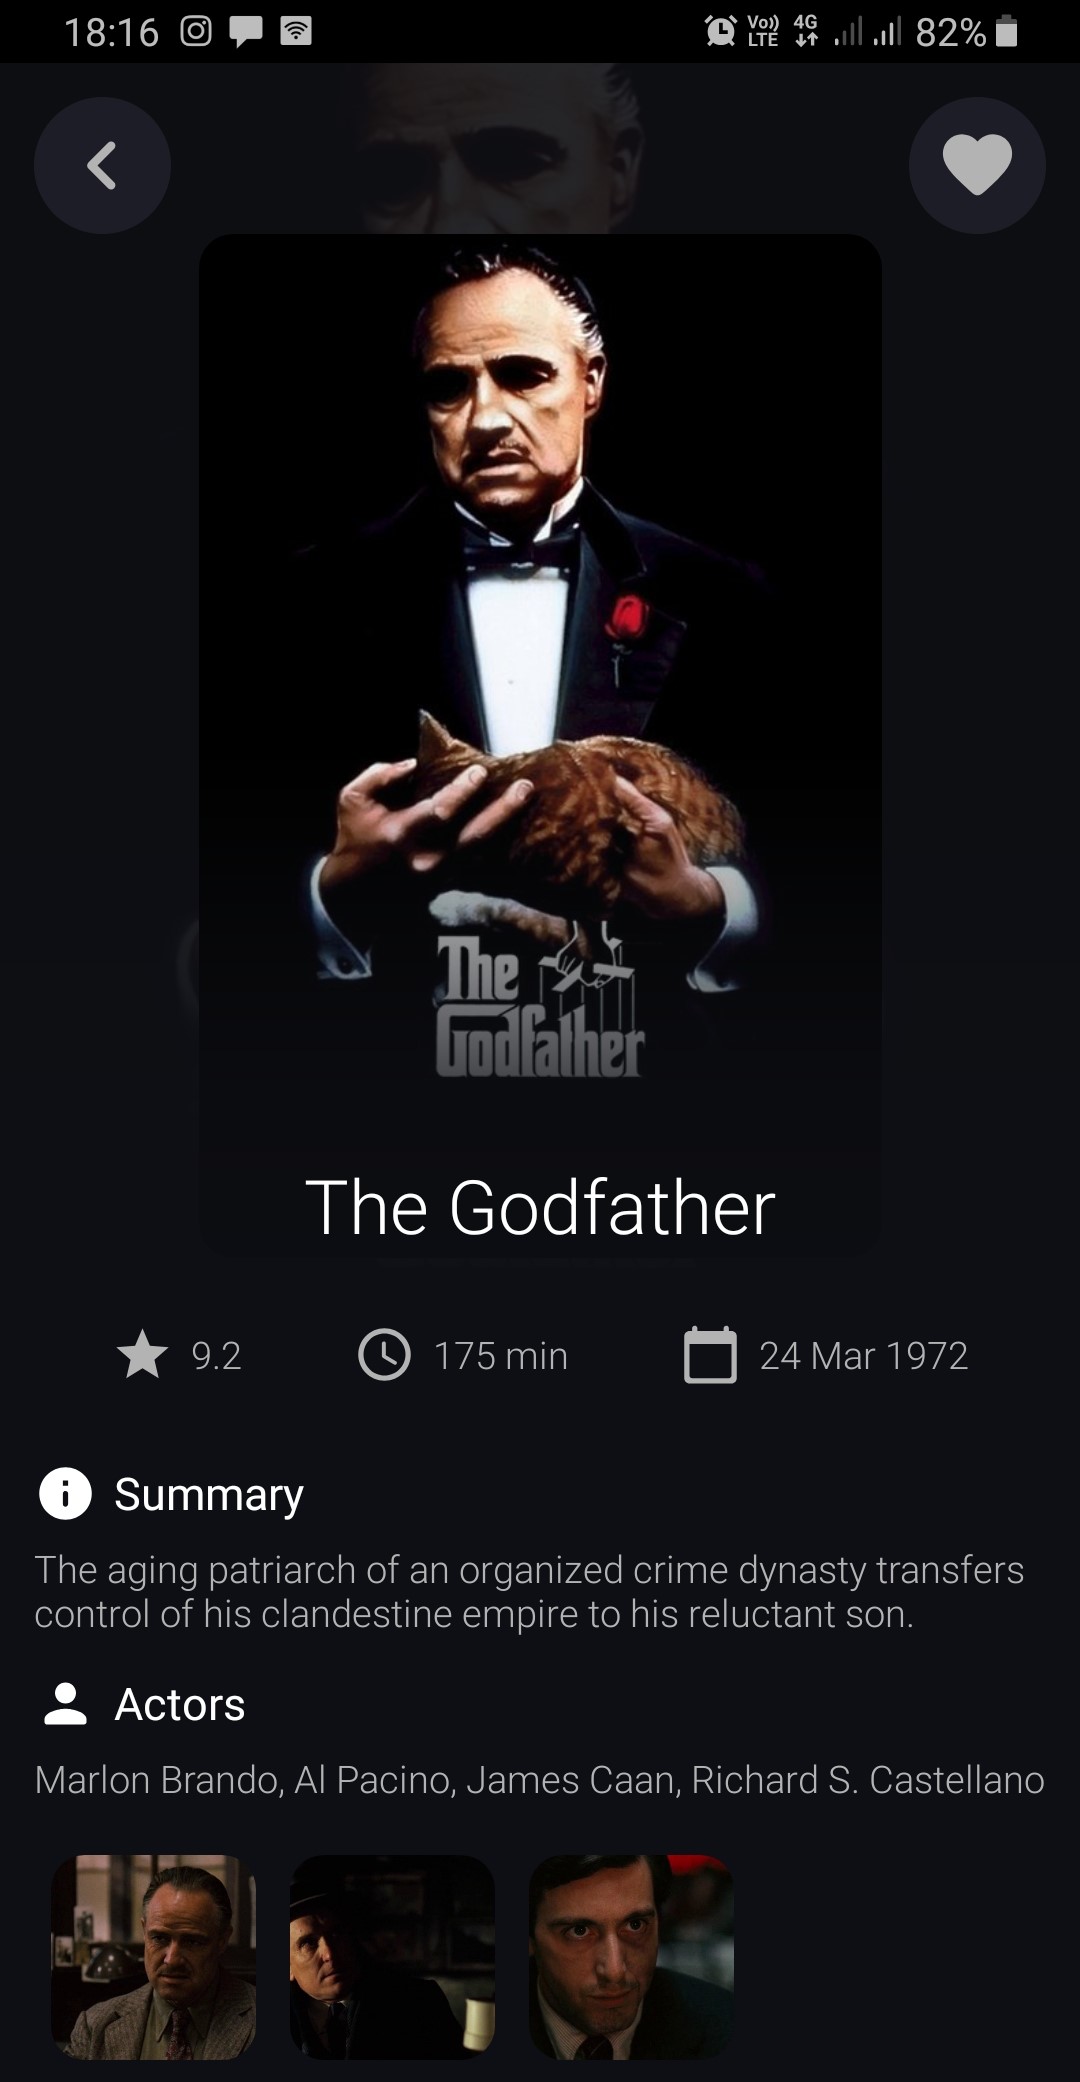 18:16
Vo)) 4G 82%
LTE
The
Godfather
The Godfather
9.2 175 min 24 Mar 1972
Summary
The aging patriarch of an organized crime dynasty transfers
control of his clandestine empire to his reluctant son.
Actors
Marlon Brando, Al Pacino, James Caan, Richard S. Castellano